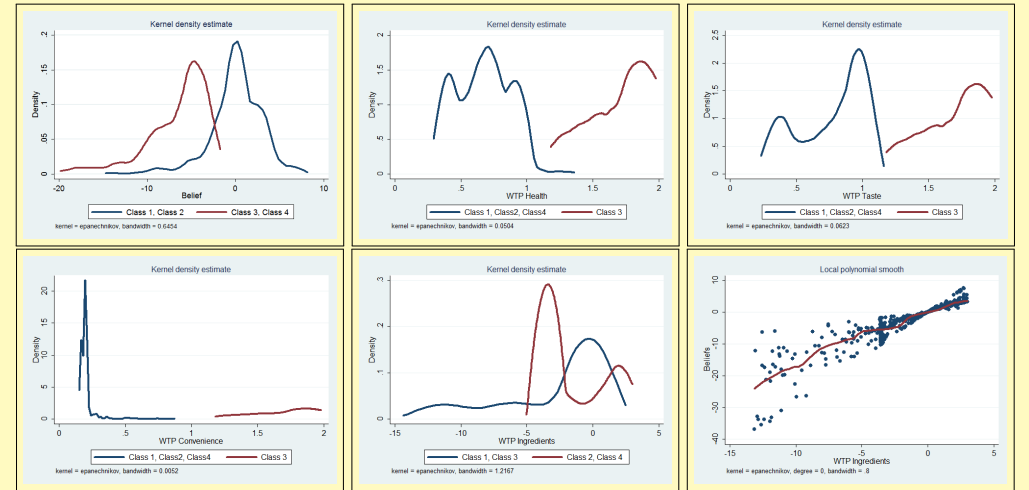 Kernel density estimate
Density
0 .05 .1 .15 .2
-20 -10 0 10
Belief
Class 1, Class 2 Class 3, Class 4
kernel = epanechnikov, bandwidth = 0.6454
Kernel density estimate
Density
0 .5 1 1.5 2
0 .5 1 1.5 2
WTP Health
Class 1, Class2, Class4 Class 3
kernel = epanechnikov, bandwidth = 0.0504
Kernel density estimate
Density
0 .5 1 1.5 2 2.5
0 .5 1 1.5 2
WTP Taste
Class 1, Class2, Class4 Class 3
kernel = epanechnikov, bandwidth = 0.0623
Kernel density estimate
Density
0 5 10 15 20
0 .5 1 1.5 2
WTP Convenience
Class 1, Class2, Class4 Class 3
kernel = epanechnikov, bandwidth = 0.0052
Kernel density estimate
Density
0 .1 .2 .3
-15 -10 -5 0 5
WTP Ingredients
Class 1, Class 3 Class 2, Class 4
kernel = epanechnikov, bandwidth = 1.2167
Local polynomial smooth
Beliefs
-40 -30 -20 -10 0 10
-15 -10 -5 0 5
WTP Ingredients
kernel = epanechnikov, degree = 0, bandwidth = .8